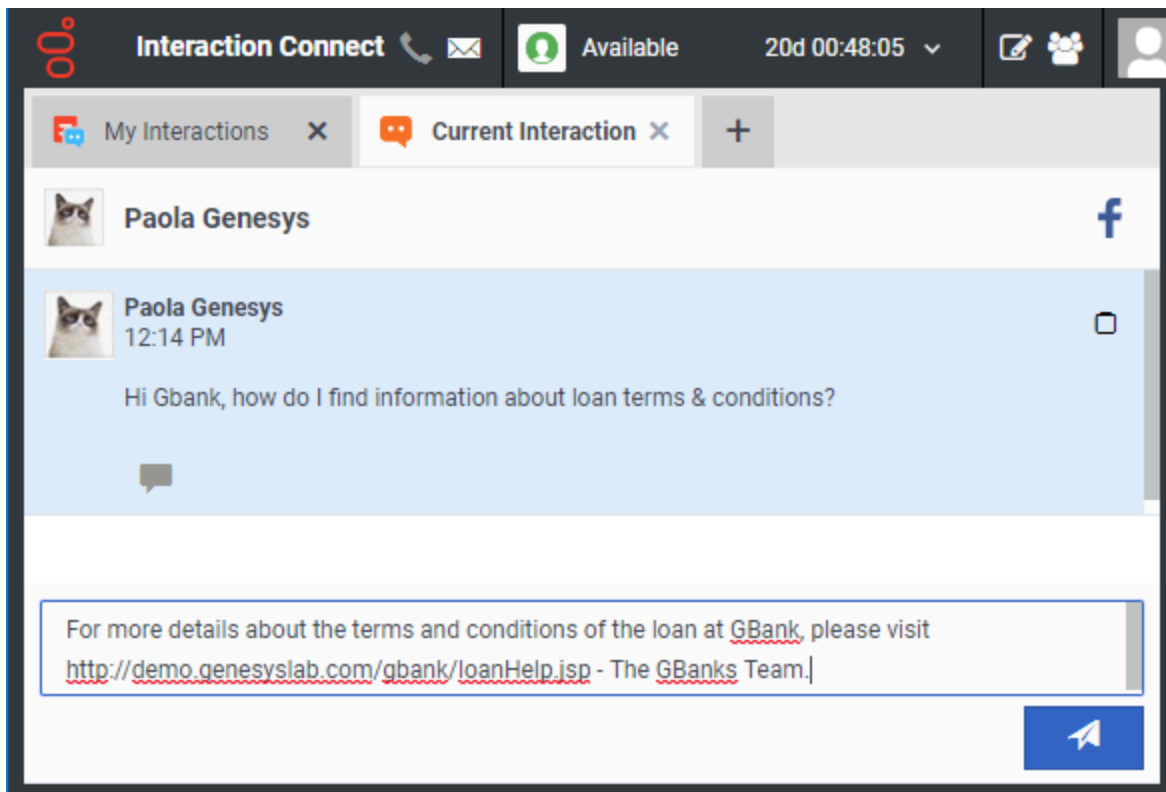 Interaction Connect Available 20d 00:48:05
My Interactions Current Interaction
Paola Genesys
Paola Genesys
12:14 PM
Hi Gbank, how do I find information about loan terms & conditions?
For more details about the terms and conditions of the loan at GBank, please visit
http://demo.genesyslab.com/gbank/loanHelp.jsp - The GBanks Team.